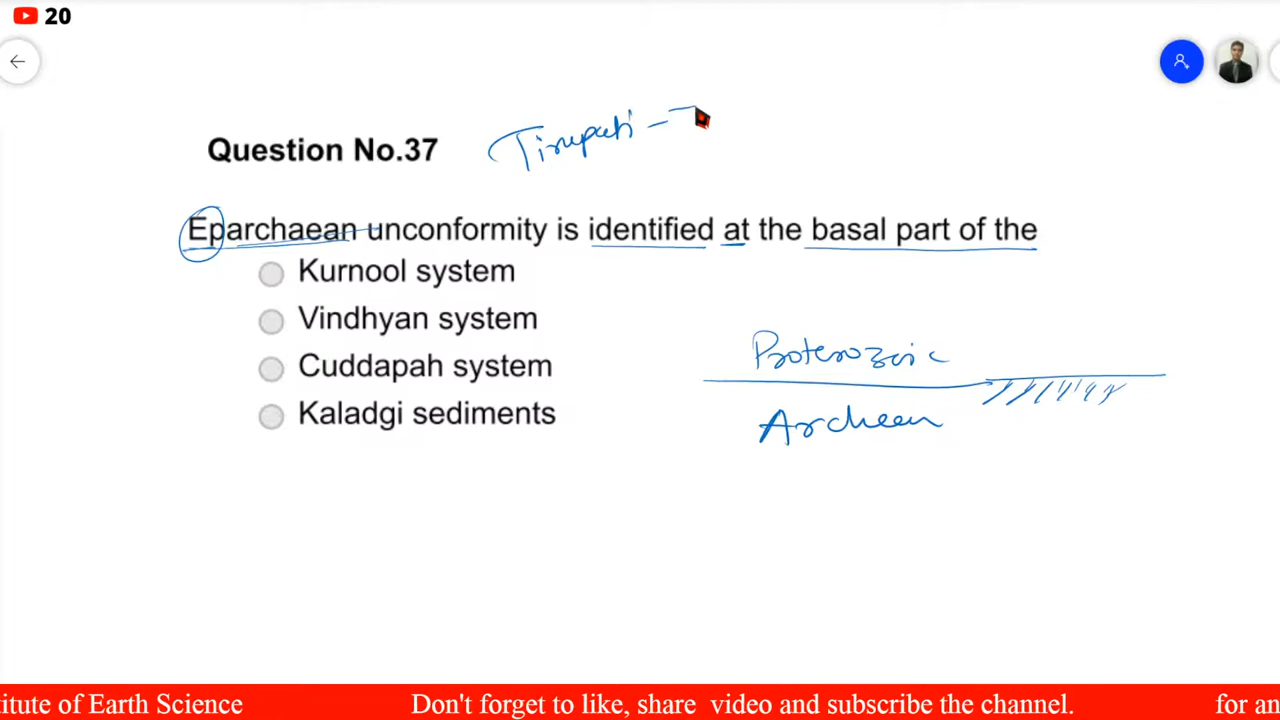 20
Tirupati -
Question No.37
Eparchaean unconformity is identified at the basal part of the
Kurnool system
Vindhyan system
Cuddapah system
Kaladgi sediments
Proterozoic
Archean
titute of Earth Science Don't forget to like, share video and subscribe the channel. for an